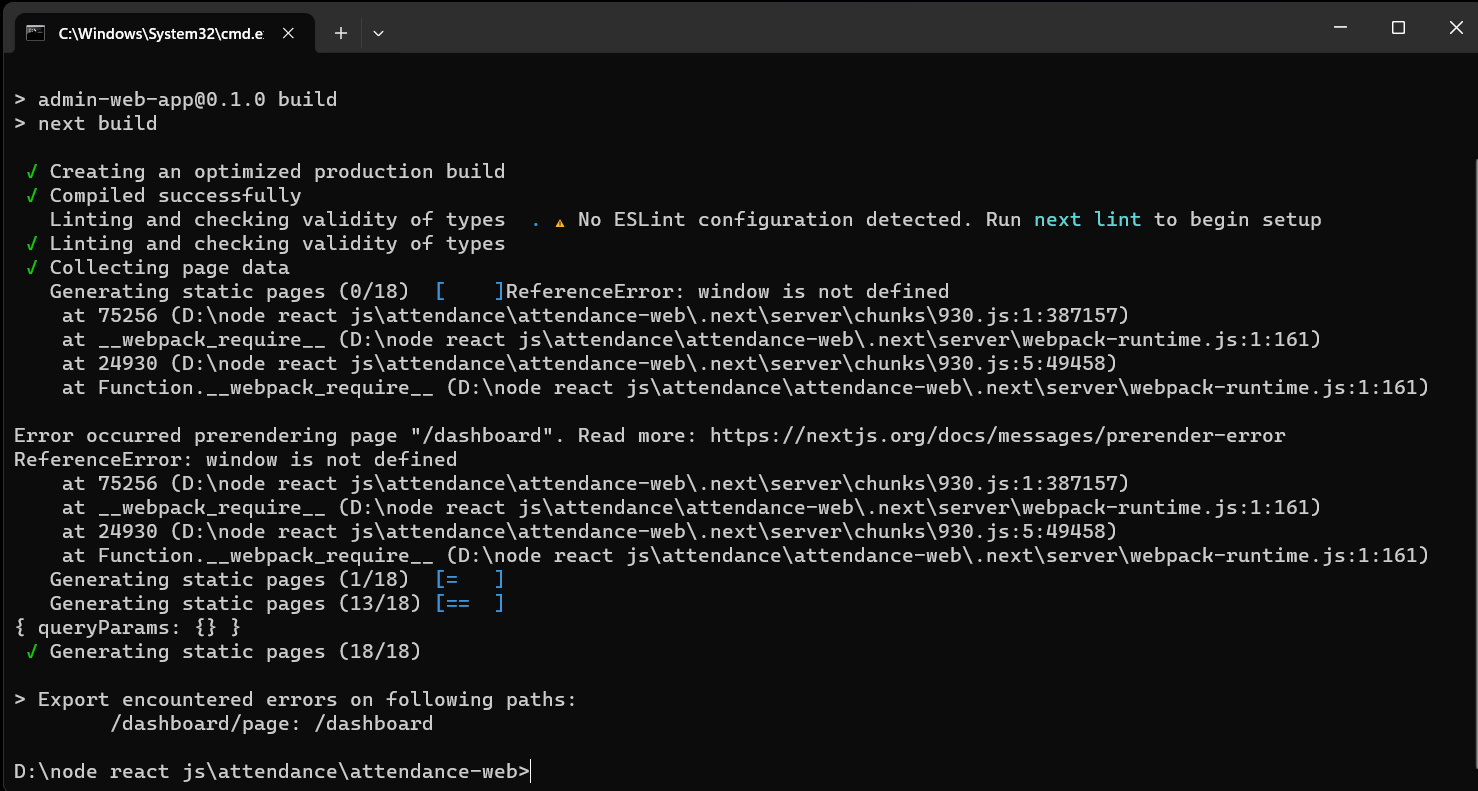 C:\Windows\System32\cmd.e
> admin-web-app@0.1.0 build
> next build
√ Creating an optimized production build
√ Compiled successfully
Linting and checking validity of types . ⚠ No ESLint configuration detected. Run next lint to begin setup
√ Linting and checking validity of types
√ Collecting page data
Generating static pages (0/18) [    ]ReferenceError: window is not defined
at 75256 (D:\node react js\attendance\attendance-web\.next\server\chunks\930.js:1:387157)
at __webpack_require__ (D:\node react js\attendance\attendance-web\.next\server\webpack-runtime.js:1:161)
at 24930 (D:\node react js\attendance\attendance-web\.next\server\chunks\930.js:5:49458)
at Function.__webpack_require__ (D:\node react js\attendance\attendance-web\.next\server\webpack-runtime.js:1:161)
Error occurred prerendering page "/dashboard". Read more: https://nextjs.org/docs/messages/prerender-error
ReferenceError: window is not defined
at 75256 (D:\node react js\attendance\attendance-web\.next\server\chunks\930.js:1:387157)
at __webpack_require__ (D:\node react js\attendance\attendance-web\.next\server\webpack-runtime.js:1:161)
at 24930 (D:\node react js\attendance\attendance-web\.next\server\chunks\930.js:5:49458)
at Function.__webpack_require__ (D:\node react js\attendance\attendance-web\.next\server\webpack-runtime.js:1:161)
Generating static pages (1/18) [=   ]
Generating static pages (13/18) [==  ]
{ queryParams: {} }
√ Generating static pages (18/18)
> Export encountered errors on following paths:
/dashboard/page: /dashboard
D:\node react js\attendance\attendance-web>